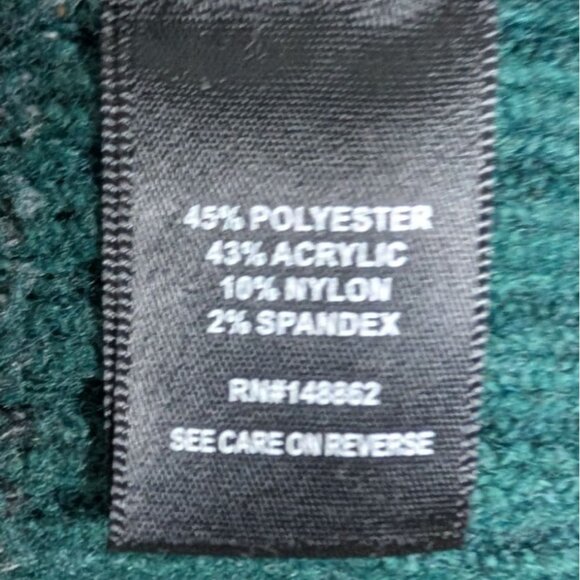 45% POLYESTER
43% ACRYLIC
10% NYLON
2% SPANDEX
RN#148862
SEE CARE ON REVERSE